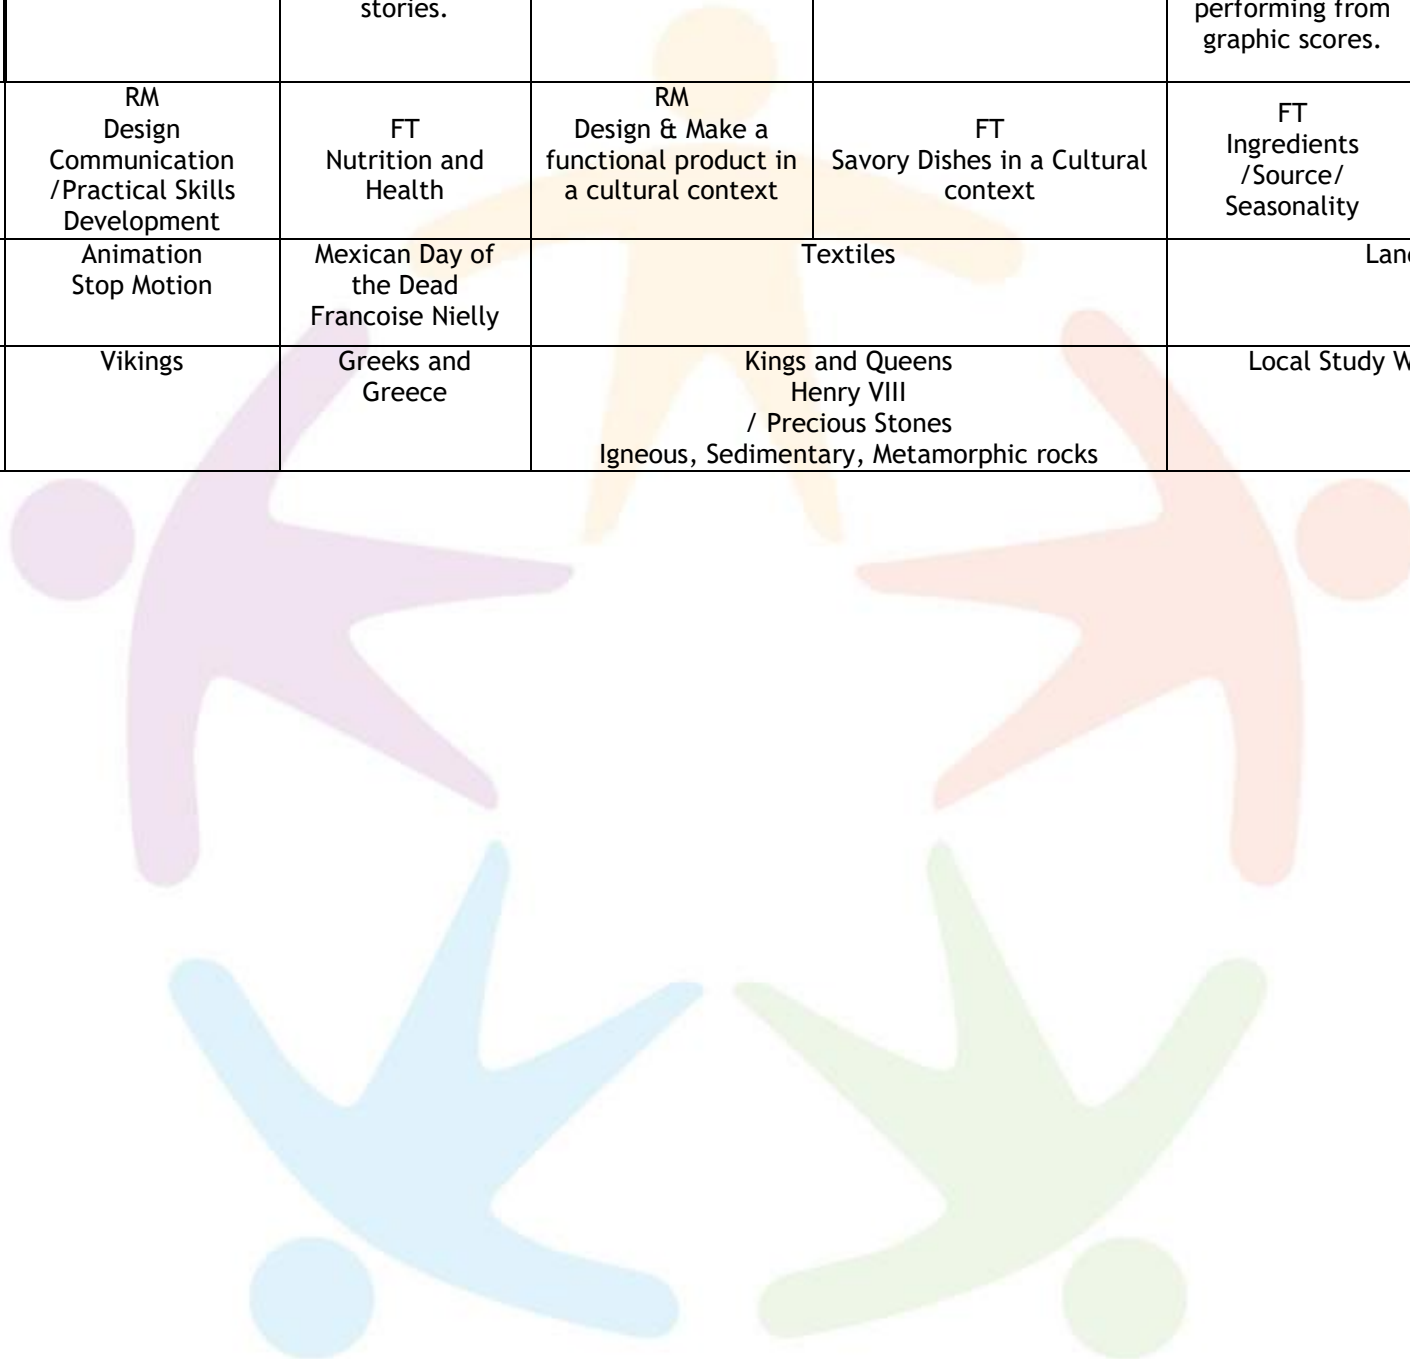 stories.
performing from
graphic scores.
RM
Design
Communication
/Practical Skills
Development
FT
Nutrition and
Health
RM
Design & Make a
functional product in
a cultural context
FT
Savory Dishes in a Cultural
context
FT
Ingredients
/Source/
Seasonality
Animation
Stop Motion
Mexican Day of
the Dead
Francoise Nielly
Textiles
Vikings
Greeks and
Greece
Kings and Queens
Henry VIII
/ Precious Stones
Igneous, Sedimentary, Metamorphic rocks
Local Study